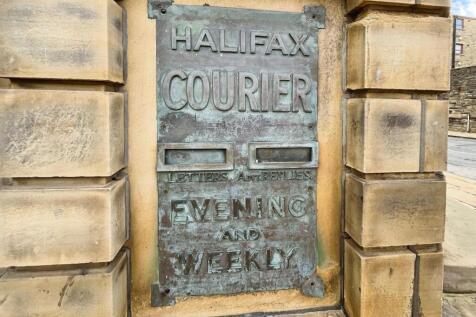 HALIFAX
COURIER
LETTERS AND REPLIES
EVENING
AND
WEEKLY